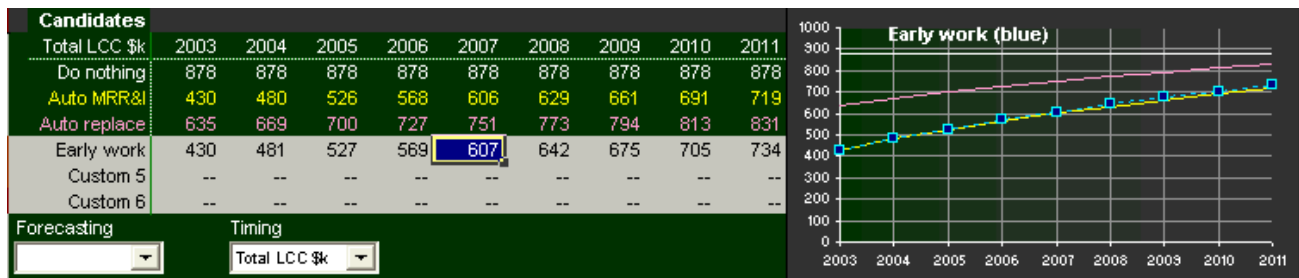 Candidates
Total LCC $k 2003 2004 2005 2006 2007 2008 2009 2010 2011
Do nothing 878 878 878 878 878 878 878 878 878
Auto MRR&I 430 480 526 568 606 629 661 691 719
Auto replace 635 669 700 727 751 773 794 813 831
Early work 430 481 527 569 607 642 675 705 734
Custom 5 -- -- -- -- -- -- -- -- --
Custom 6 -- -- -- -- -- -- -- -- --
Forecasting Timing
Total LCC $k
Early work (blue)
1000
900
800
700
600
500
400
300
200
100
0
2003 2004 2005 2006 2007 2008 2009 2010 2011